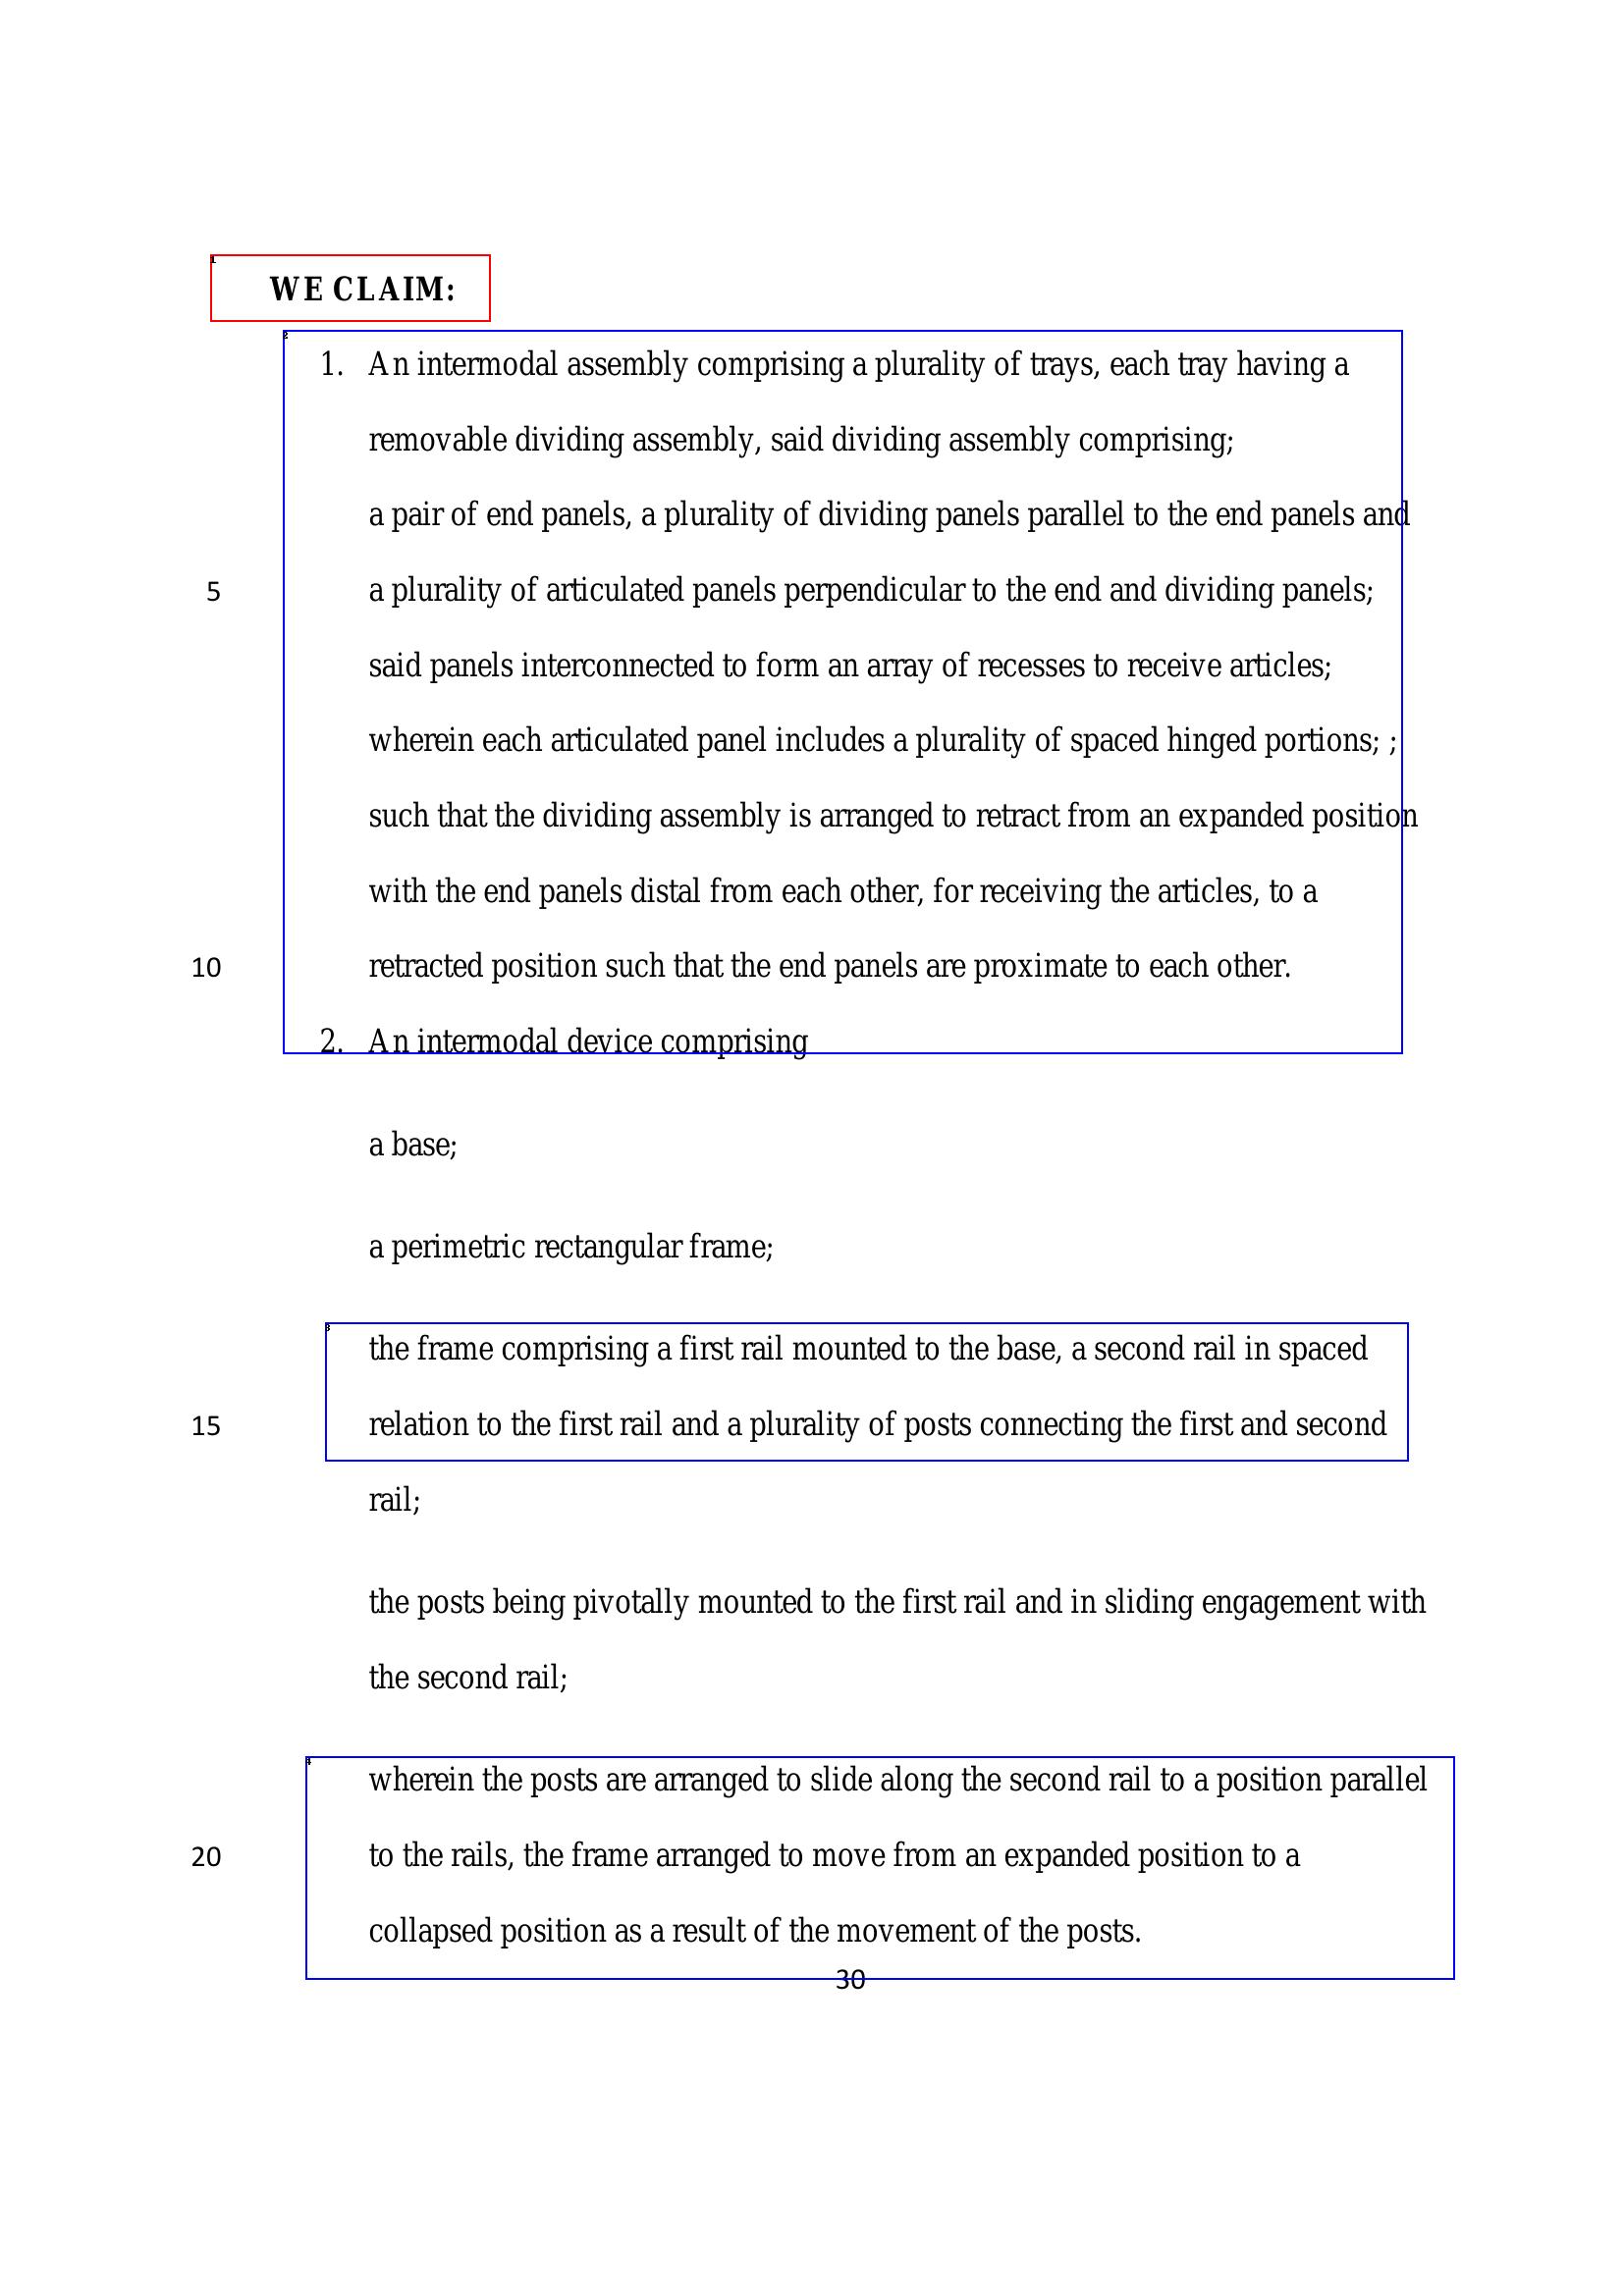 WE CLAIM:
1. An intermodal assembly comprising a plurality of trays, each tray having a
removable dividing assembly, said dividing assembly comprising;
a pair of end panels, a plurality of dividing panels parallel to the end panels and
5 a plurality of articulated panels perpendicular to the end and dividing panels;
said panels interconnected to form an array of recesses to receive articles;
wherein each articulated panel includes a plurality of spaced hinged portions; ;
such that the dividing assembly is arranged to retract from an expanded position
with the end panels distal from each other, for receiving the articles, to a
10 retracted position such that the end panels are proximate to each other.
2. An intermodal device comprising
a base;
a perimetric rectangular frame;
the frame comprising a first rail mounted to the base, a second rail in spaced
15 relation to the first rail and a plurality of posts connecting the first and second
rail;
the posts being pivotally mounted to the first rail and in sliding engagement with
the second rail;
wherein the posts are arranged to slide along the second rail to a position parallel
20 to the rails, the frame arranged to move from an expanded position to a
collapsed position as a result of the movement of the posts.
30